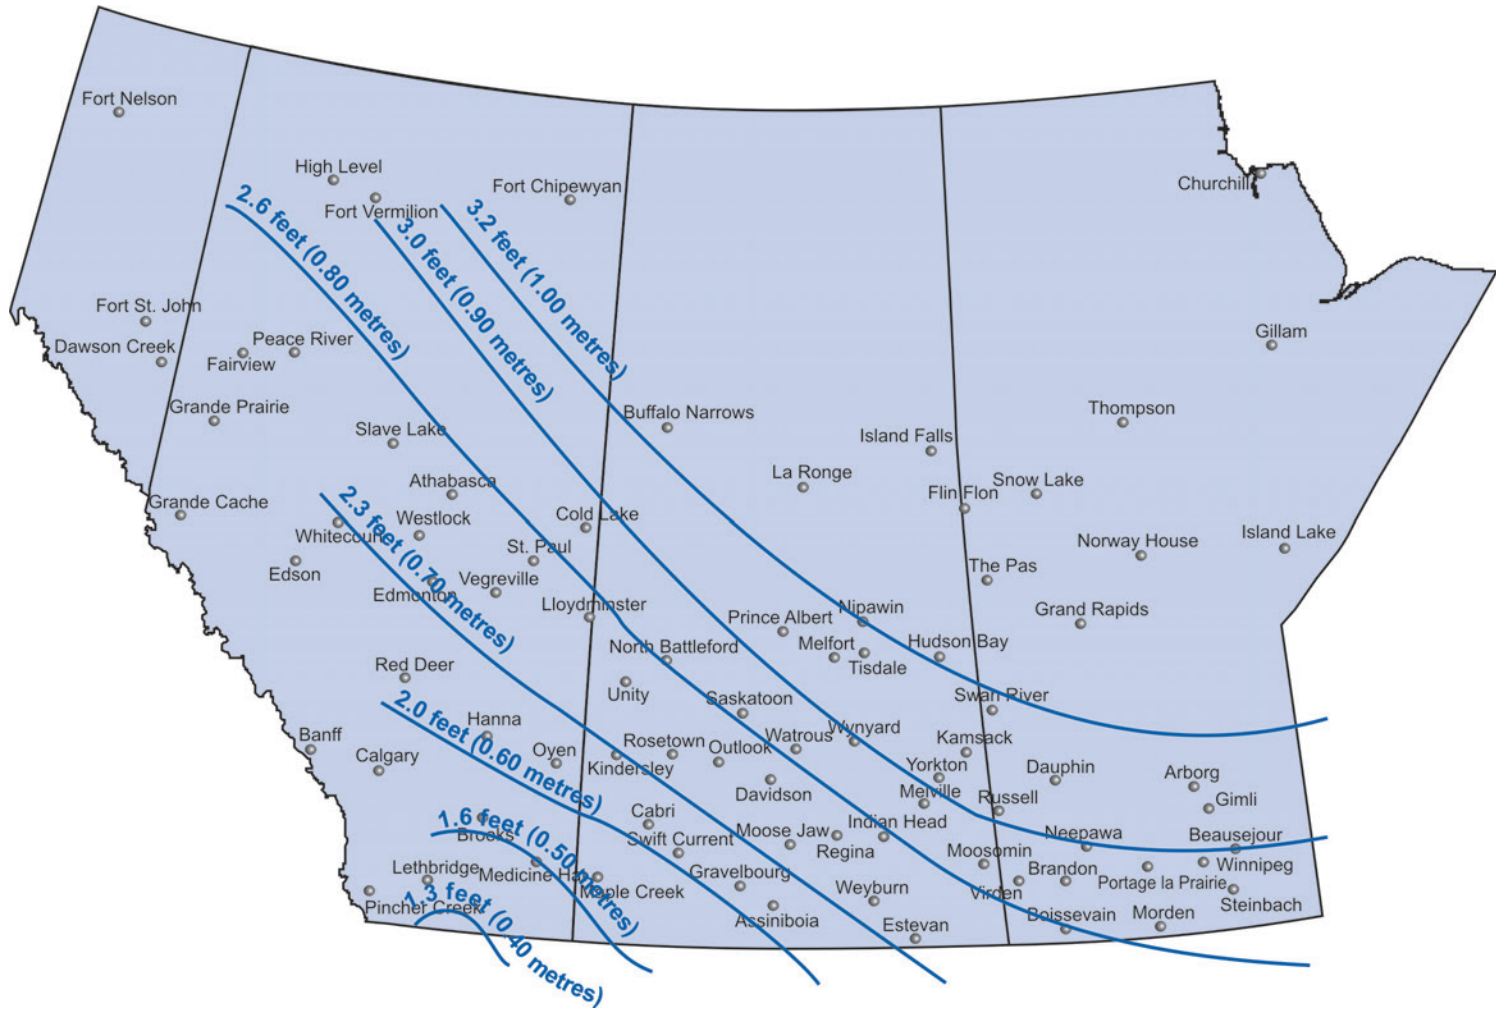 Fort Nelson
High Level
Fort Vermilion
Fort Chipewyan
Churchill
2.6 feet (0.80 metres)
3.0 feet (0.90 metres)
3.2 feet (1.00 metres)
Fort St. John
Dawson Creek
Fairview
Peace River
Gillam
Grande Prairie
Slave Lake
Buffalo Narrows
Island Falls
Thompson
La Ronge
Athabasca
Flin Flon
Snow Lake
Grande Cache
2.3 feet (0.70 metres)
Whitecourt
Westlock
Cold Lake
Island Lake
Norway House
St. Paul
Edson
Edmonton
Vegreville
The Pas
Lloydminster
Prince Albert
Nipawin
Grand Rapids
North Battleford
Melfort
Tisdale
Hudson Bay
Red Deer
Unity
Saskatoon
Swan River
2.0 feet (0.60 metres)
Hanna
Banff
Calgary
Oyen
Rosetown
Kindersley
Outlook
Watrous
Wynyard
Kamsack
Yorkton
Dauphin
Arborg
Davidson
Melville
Russell
Gimli
1.6 feet (0.50 metres)
Brooks
Cabri
Swift Current
Moose Jaw
Regina
Indian Head
Neepawa
Beausejour
Moosomin
Winnipeg
Lethbridge
Medicine Hat
Maple Creek
Gravelbourg
Weyburn
Virden
Brandon
Portage la Prairie
Steinbach
Pincher Creek
1.3 feet (0.40 metres)
Assiniboia
Estevan
Boissevain
Morden